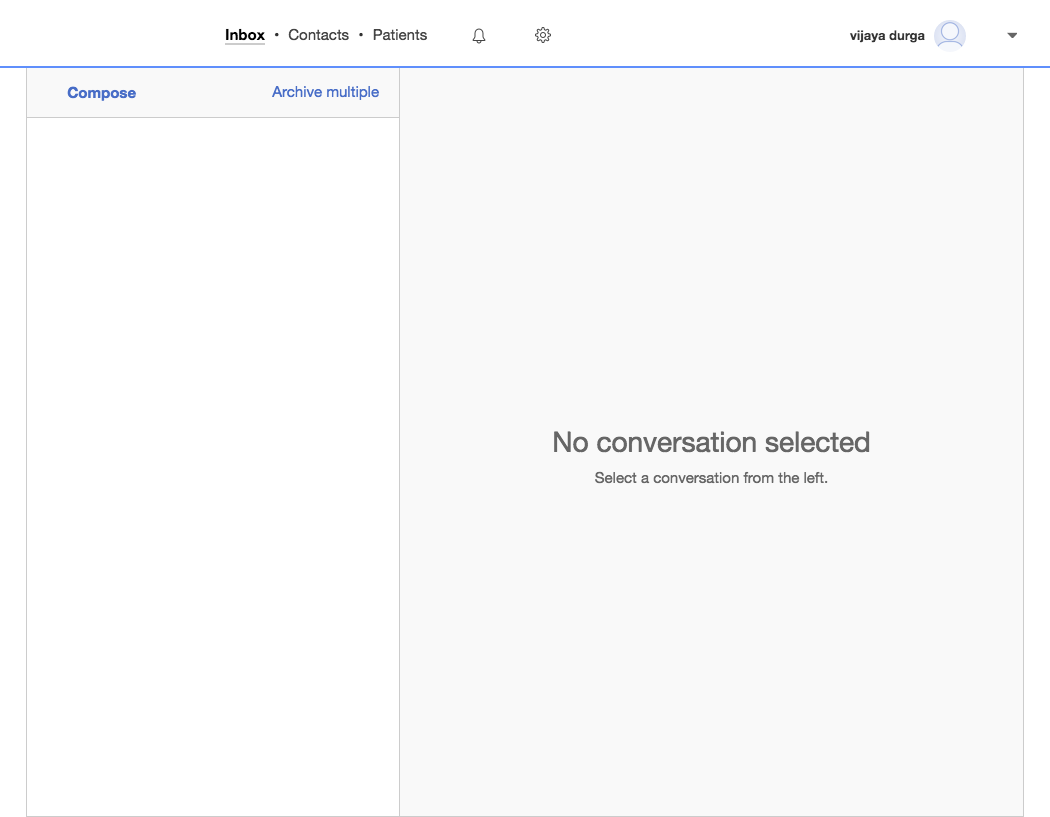 Inbox • Contacts • Patients
vijaya durga
Compose
Archive multiple
No conversation selected
Select a conversation from the left.